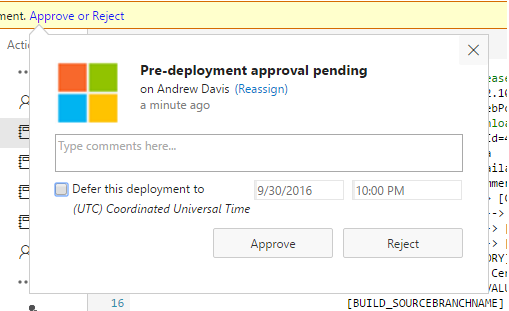 ment. Approve or Reject
Pre-deployment approval pending
on Andrew Davis (Reassign)
a minute ago
Type comments here...
Defer this deployment to
9/30/2016
10:00 PM
(UTC) Coordinated Universal Time
Approve
Reject
16
[BUILD_SOURCEBRANCHNAME]